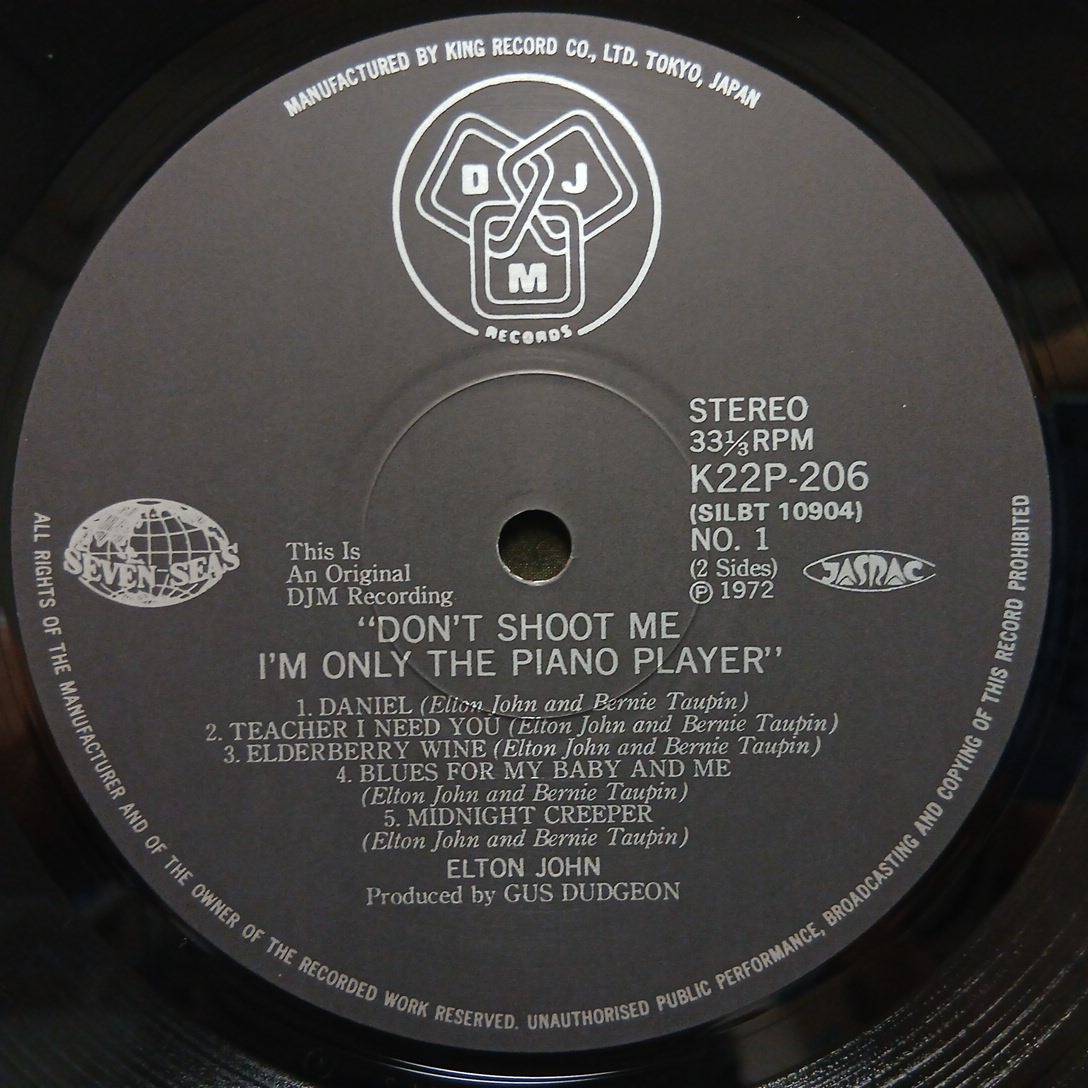 MANUFACTURED BY KING RECORD CO., LTD. TOKYO, JAPAN
D J
M
RECORDS
STEREO
33⅓RPM
K22P-206
(SILBT 10904)
NO. 1
(2 Sides)
Ⓟ 1972
JASRAC
SEVEN SEAS
This Is
An Original
DJM Recording
"DON'T SHOOT ME
I'M ONLY THE PIANO PLAYER"
1. DANIEL (Elton John and Bernie Taupin)
2. TEACHER I NEED YOU (Elton John and Bernie Taupin)
3. ELDERBERRY WINE (Elton John and Bernie Taupin)
4. BLUES FOR MY BABY AND ME
(Elton John and Bernie Taupin)
5. MIDNIGHT CREEPER
(Elton John and Bernie Taupin)
ELTON JOHN
Produced by GUS DUDGEON
ALL RIGHTS OF THE MANUFACTURER AND OF THE OWNER OF THE RECORDED WORK RESERVED. UNAUTHORISED PUBLIC PERFORMANCE, BROADCASTING AND COPYING OF THIS RECORD PROHIBITED